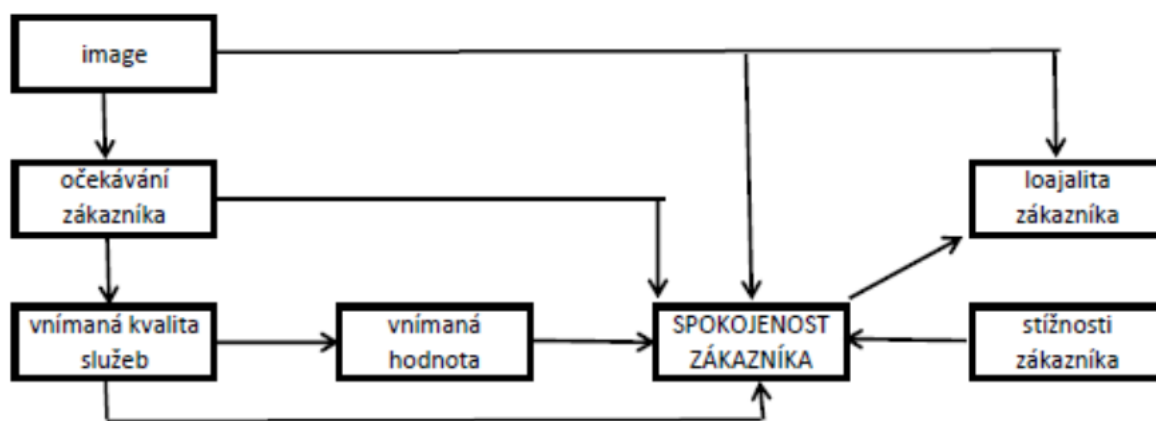 image
očekávání
zákazníka
loajalita
zákazníka
vnímaná kvalita
služeb
vnímaná
hodnota
SPOKOJENOST
ZÁKAZNÍKA
stížnosti
zákazníka